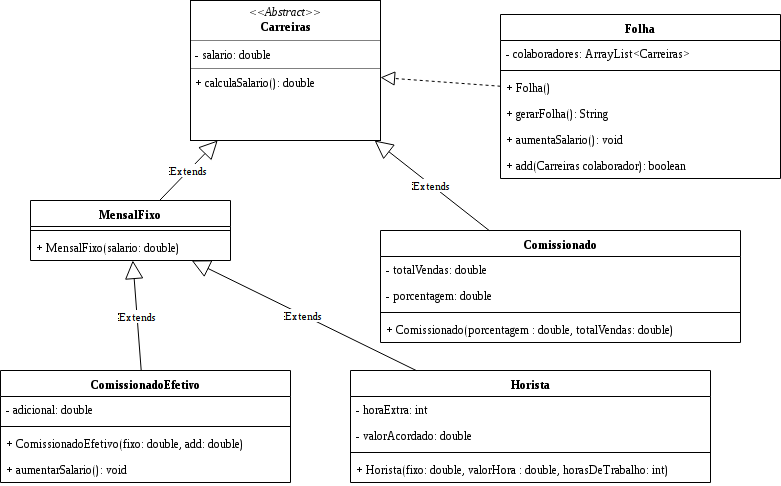 <<Abstract>>
Carreiras
- salario: double
+ calculaSalario(): double
Folha
- colaboradores: ArrayList<Carreiras>
+ Folha()
+ gerarFolha(): String
+ aumentaSalario(): void
+ add(Carreiras colaborador): boolean
Extends
Extends
MensalFixo
+ MensalFixo(salario: double)
Comissionado
- totalVendas: double
- porcentagem: double
+ Comissionado(porcentagem : double, totalVendas: double)
Extends
Extends
ComissionadoEfetivo
- adicional: double
+ ComissionadoEfetivo(fixo: double, add: double)
+ aumentarSalario(): void
Horista
- horaExtra: int
- valorAcordado: double
+ Horista(fixo: double, valorHora : double, horasDeTrabalho: int)